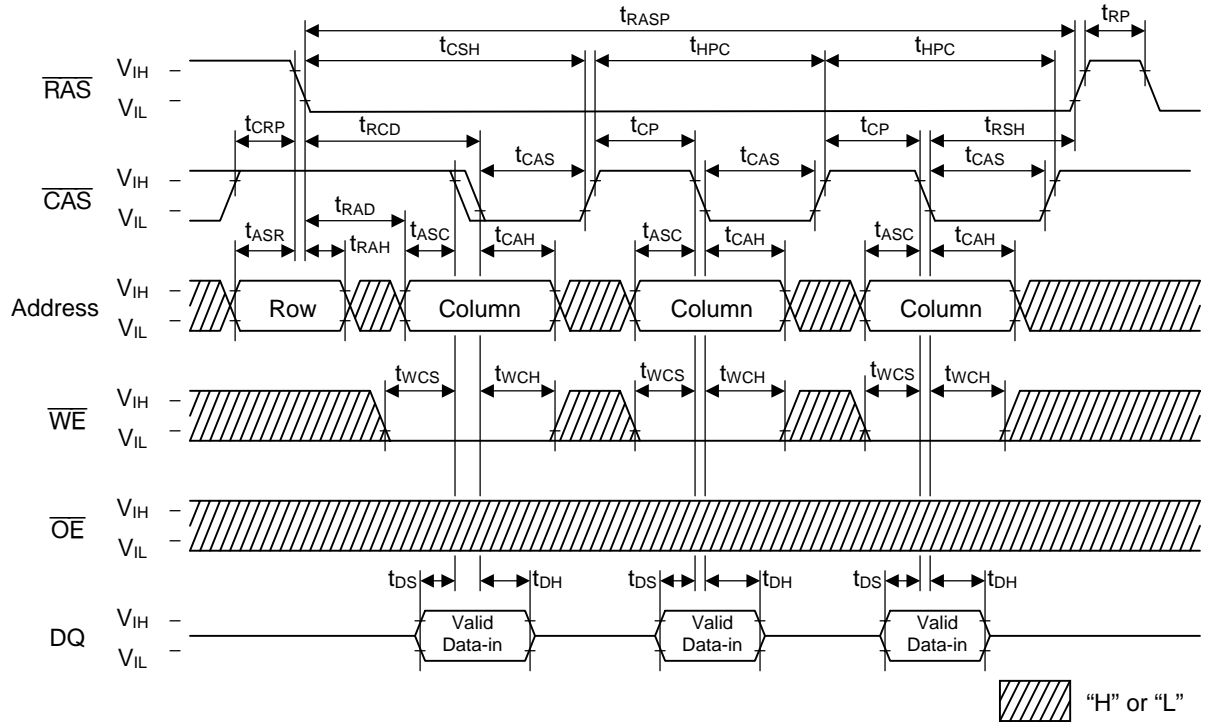 tRASP tRP
tCSH tHPC tHPC
RAS VIH
VIL
tCRP tRCD tCP tCP tRSH
tCAS tCAS tCAS
CAS VIH
VIL
tRAD
tASR tRAH tASC tCAH tASC tCAH tASC tCAH
Address VIH
VIL
Row Column Column Column
tWCS tWCH tWCS tWCH tWCS tWCH
WE VIH
VIL
OE VIH
VIL
tDS tDH tDS tDH tDS tDH
DQ VIH
VIL
Valid Valid Valid
Data-in Data-in Data-in
“H” or “L”